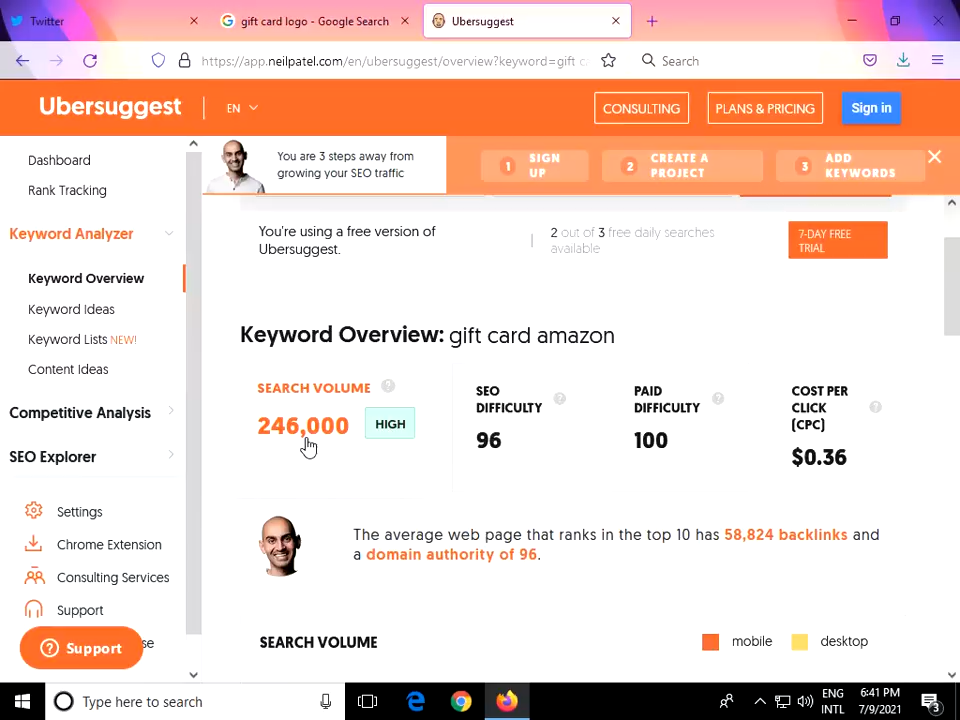 Twitter
gift card logo - Google Search
Ubersuggest
https://app.neilpatel.com/en/ubersuggest/overview?keyword=gift c
Search
Ubersuggest
EN
CONSULTING
PLANS & PRICING
Sign in
You are 3 steps away from
growing your SEO traffic
1 SIGN
UP
2 CREATE A
PROJECT
3 ADD
KEYWORDS
Dashboard
Rank Tracking
Keyword Analyzer
Keyword Overview
Keyword Ideas
Keyword Lists NEW!
Content Ideas
Competitive Analysis
SEO Explorer
Settings
Chrome Extension
Consulting Services
Support
se
Support
You're using a free version of
Ubersuggest.
2 out of 3 free daily searches
available
7-DAY FREE
TRIAL
Keyword Overview: gift card amazon
SEARCH VOLUME ?
246,000 HIGH
SEO
DIFFICULTY ?
96
PAID
DIFFICULTY ?
100
COST PER
CLICK ?
(CPC)
$0.36
The average web page that ranks in the top 10 has 58,824 backlinks and
a domain authority of 96.
SEARCH VOLUME
mobile
desktop
Type here to search
ENG
INTL
6:41 PM
7/9/2021
3